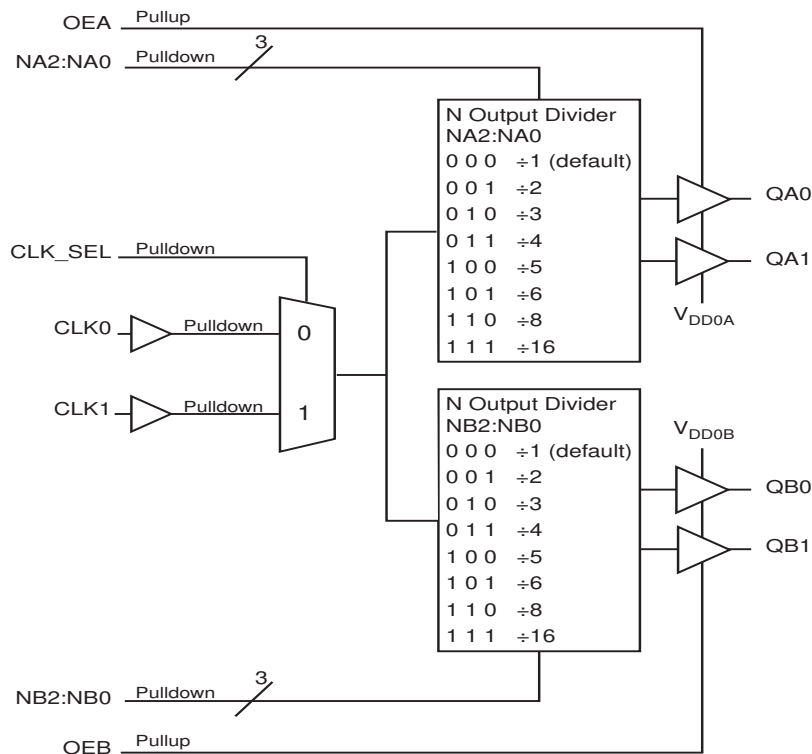 OEA Pullup
NA2:NA0 Pulldown 3
N Output Divider
NA2:NA0
0 0 0 ÷1 (default)
0 0 1 ÷2
0 1 0 ÷3
0 1 1 ÷4
1 0 0 ÷5
1 0 1 ÷6
1 1 0 ÷8
1 1 1 ÷16
QA0
QA1
VDD0A
CLK_SEL Pulldown
CLK0 Pulldown 0
CLK1 Pulldown 1
N Output Divider
NB2:NB0
0 0 0 ÷1 (default)
0 0 1 ÷2
0 1 0 ÷3
0 1 1 ÷4
1 0 0 ÷5
1 0 1 ÷6
1 1 0 ÷8
1 1 1 ÷16
VDD0B
QB0
QB1
NB2:NB0 Pulldown 3
OEB Pullup